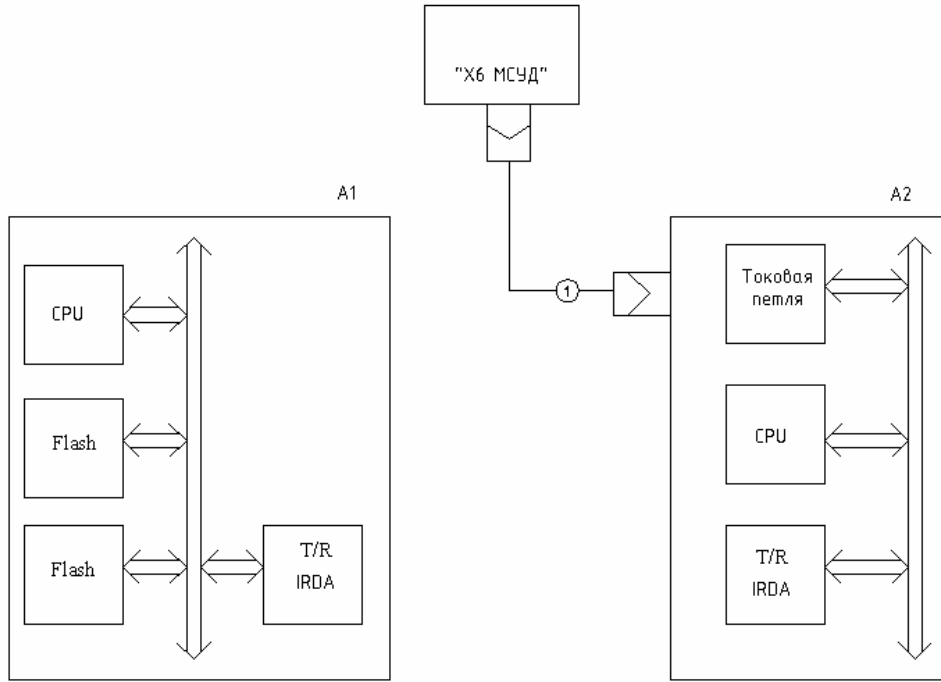 "Х6 МСУД"
А1
А2
CPU
Flash
Flash
T/R
IRDA
Токовая
петля
1
CPU
T/R
IRDA